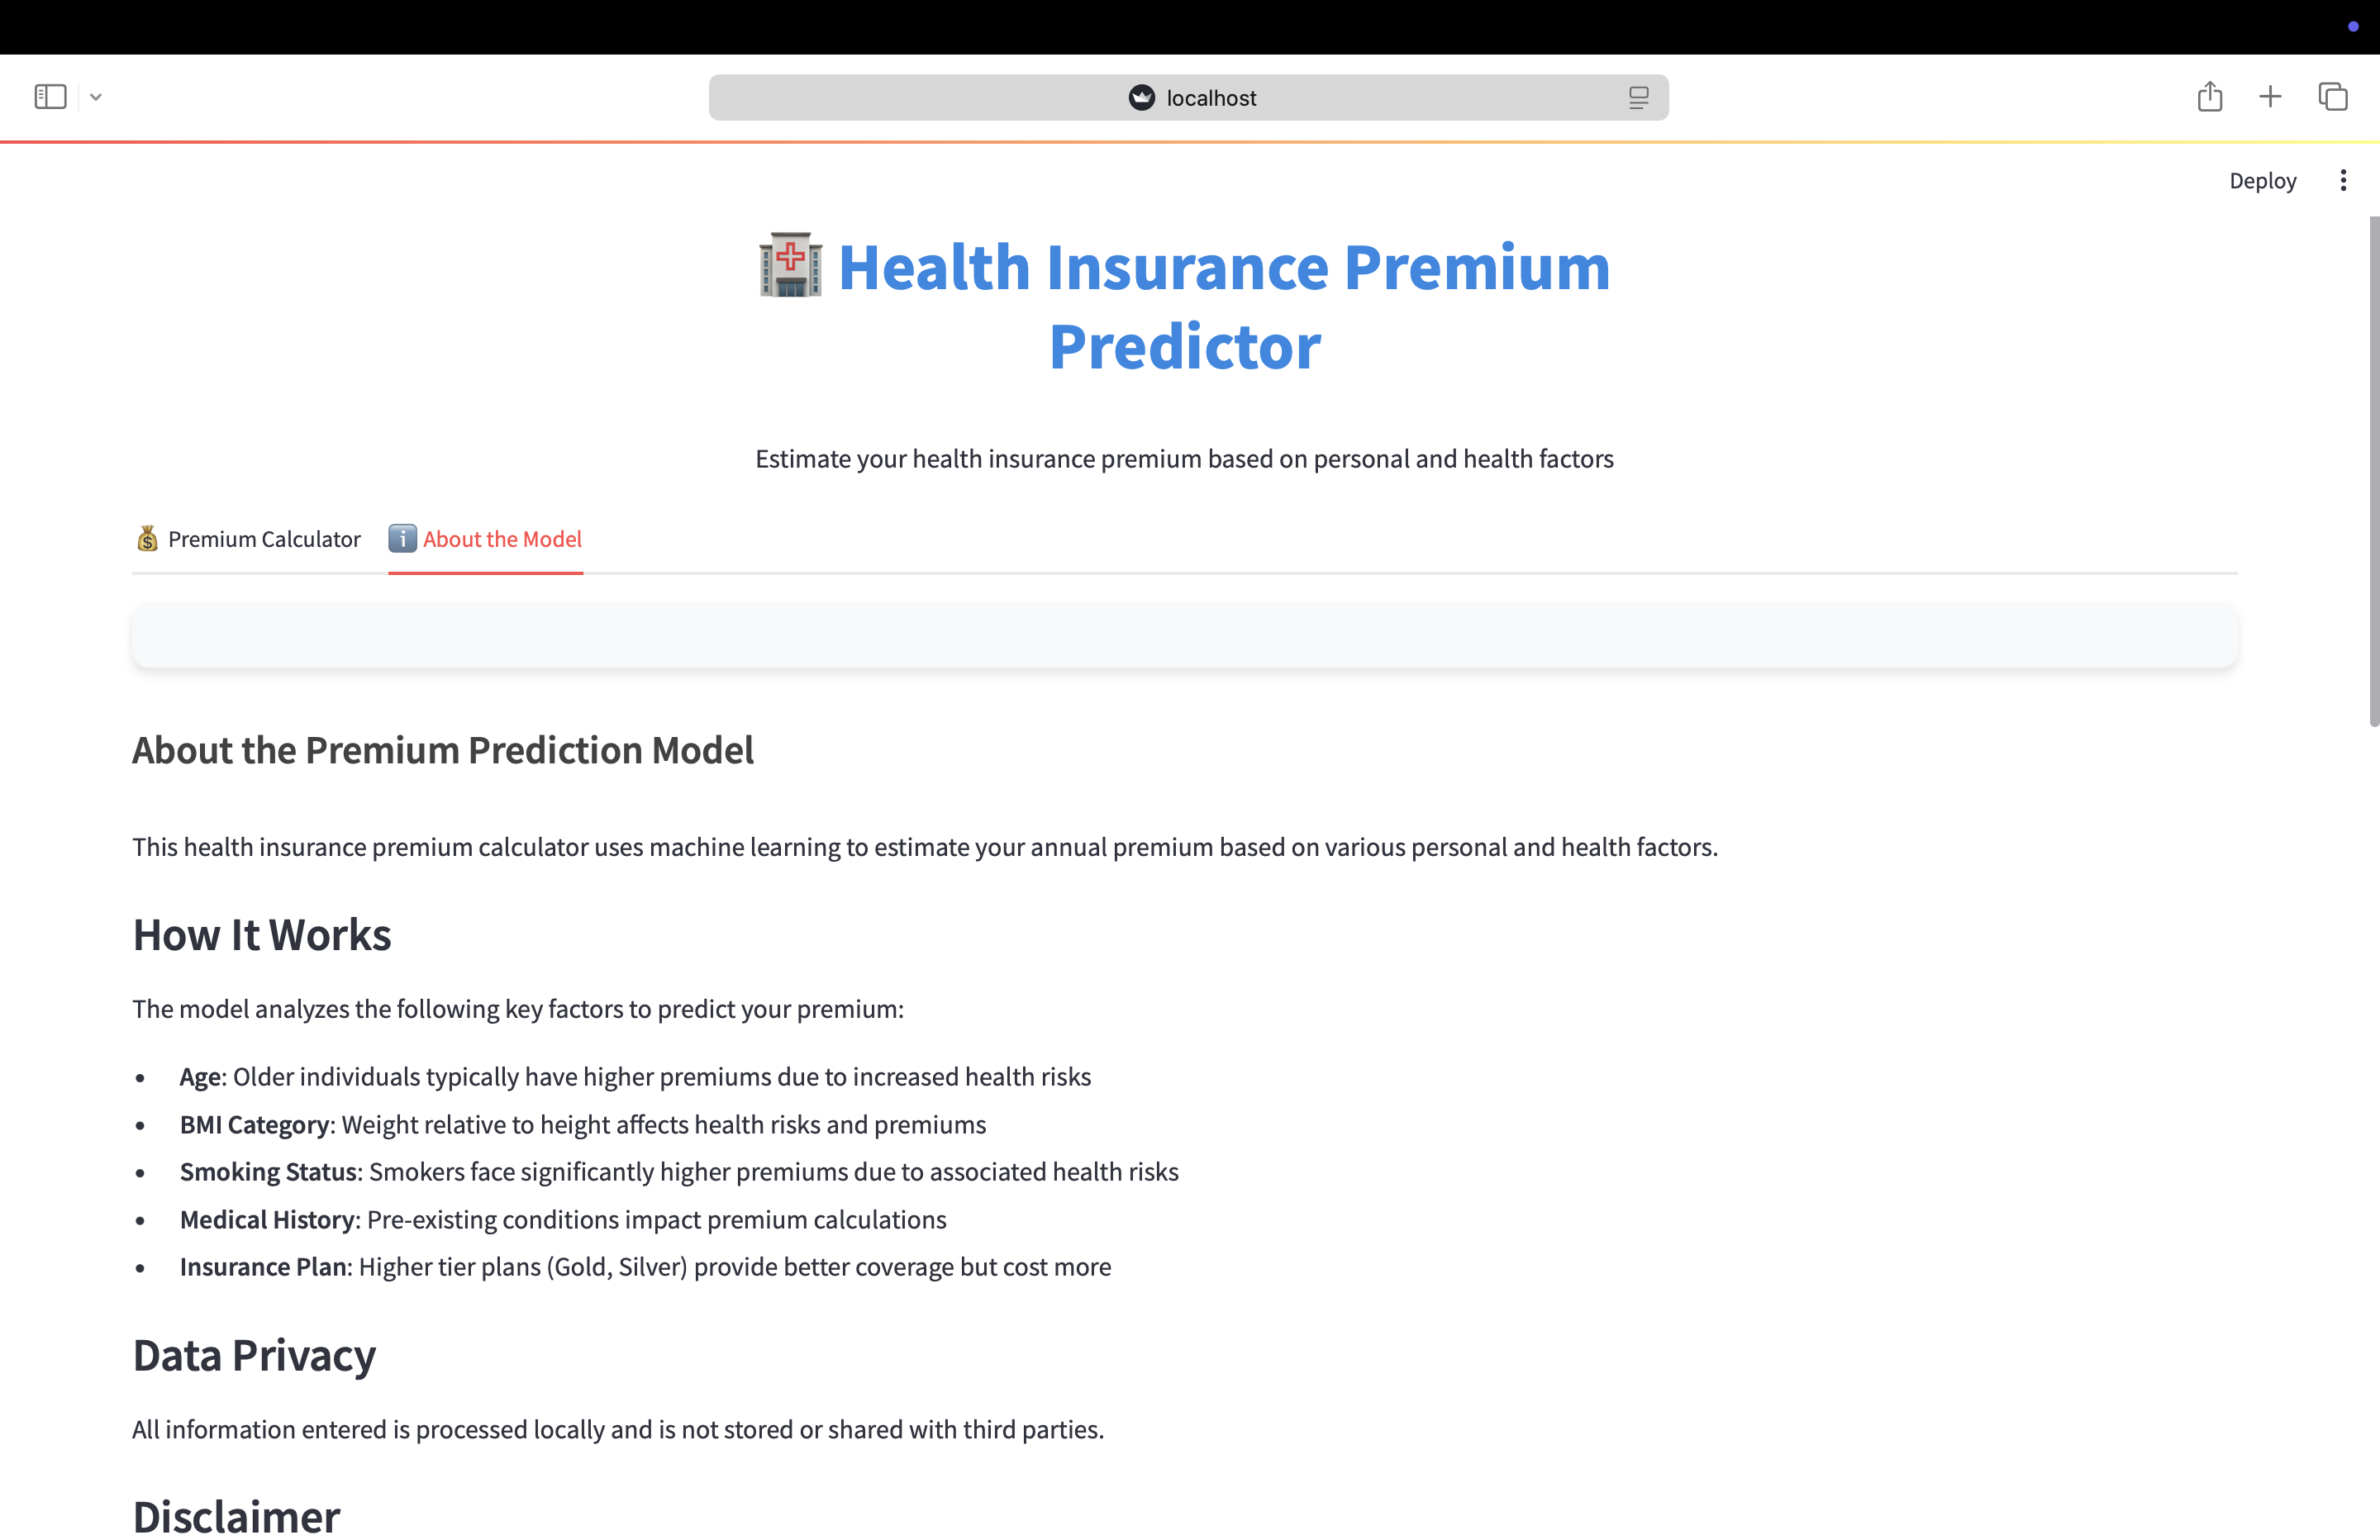 localhost
Deploy
Health Insurance Premium
Predictor
Estimate your health insurance premium based on personal and health factors
Premium Calculator
About the Model
About the Premium Prediction Model
This health insurance premium calculator uses machine learning to estimate your annual premium based on various personal and health factors.
How It Works
The model analyzes the following key factors to predict your premium:
• Age: Older individuals typically have higher premiums due to increased health risks
• BMI Category: Weight relative to height affects health risks and premiums
• Smoking Status: Smokers face significantly higher premiums due to associated health risks
• Medical History: Pre-existing conditions impact premium calculations
• Insurance Plan: Higher tier plans (Gold, Silver) provide better coverage but cost more
Data Privacy
All information entered is processed locally and is not stored or shared with third parties.
Disclaimer